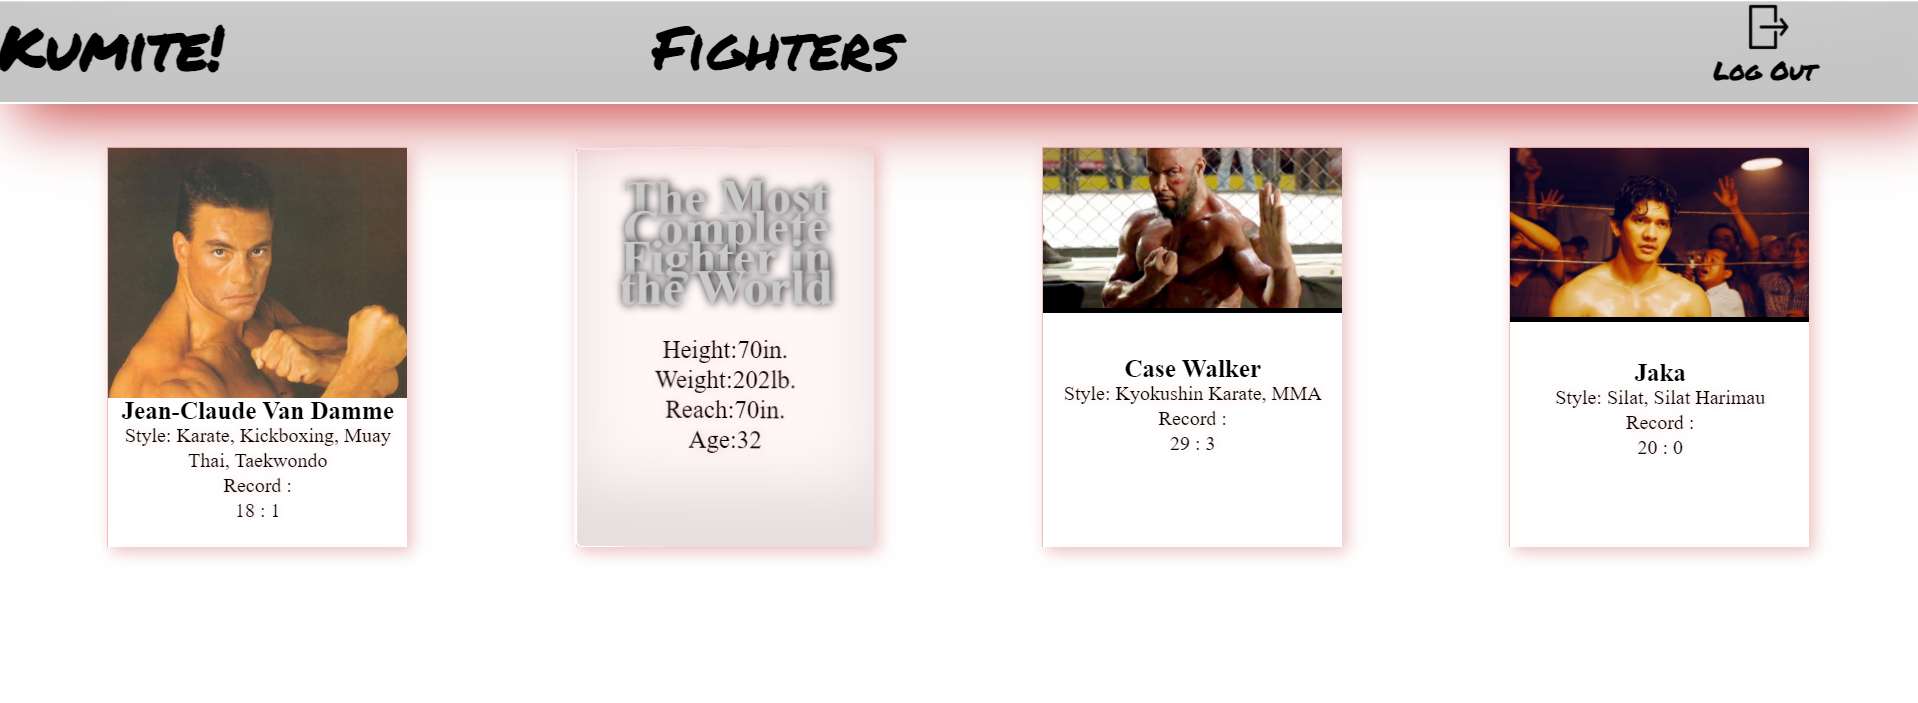 Kumite!
Fighters
Log Out
Jean-Claude Van Damme
Style: Karate, Kickboxing, Muay
Thai, Taekwondo
Record :
18 : 1
The Most
Complete
Fighter in
the World
Height:70in.
Weight:202lb.
Reach:70in.
Age:32
Case Walker
Style: Kyokushin Karate, MMA
Record :
29 : 3
Jaka
Style: Silat, Silat Harimau
Record :
20 : 0